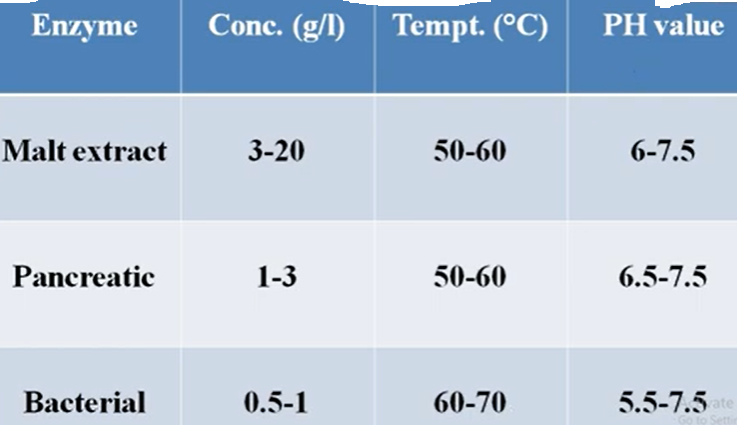 Enzyme Conc. (g/l) Tempt. (°C) PH value
Malt extract 3-20 50-60 6-7.5
Pancreatic 1-3 50-60 6.5-7.5
Bacterial 0.5-1 60-70 5.5-7.5